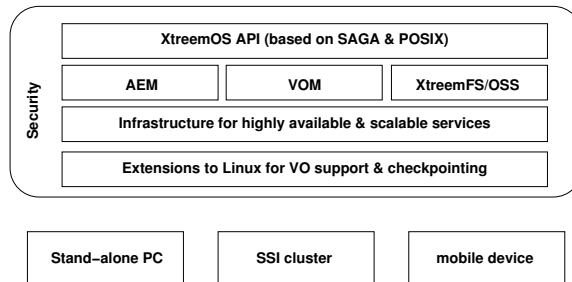 XtreemOS API (based on SAGA & POSIX)
AEM
VOM
XtreemFS/OSS
Security
Infrastructure for highly available & scalable services
Extensions to Linux for VO support & checkpointing
Stand−alone PC
SSI cluster
mobile device